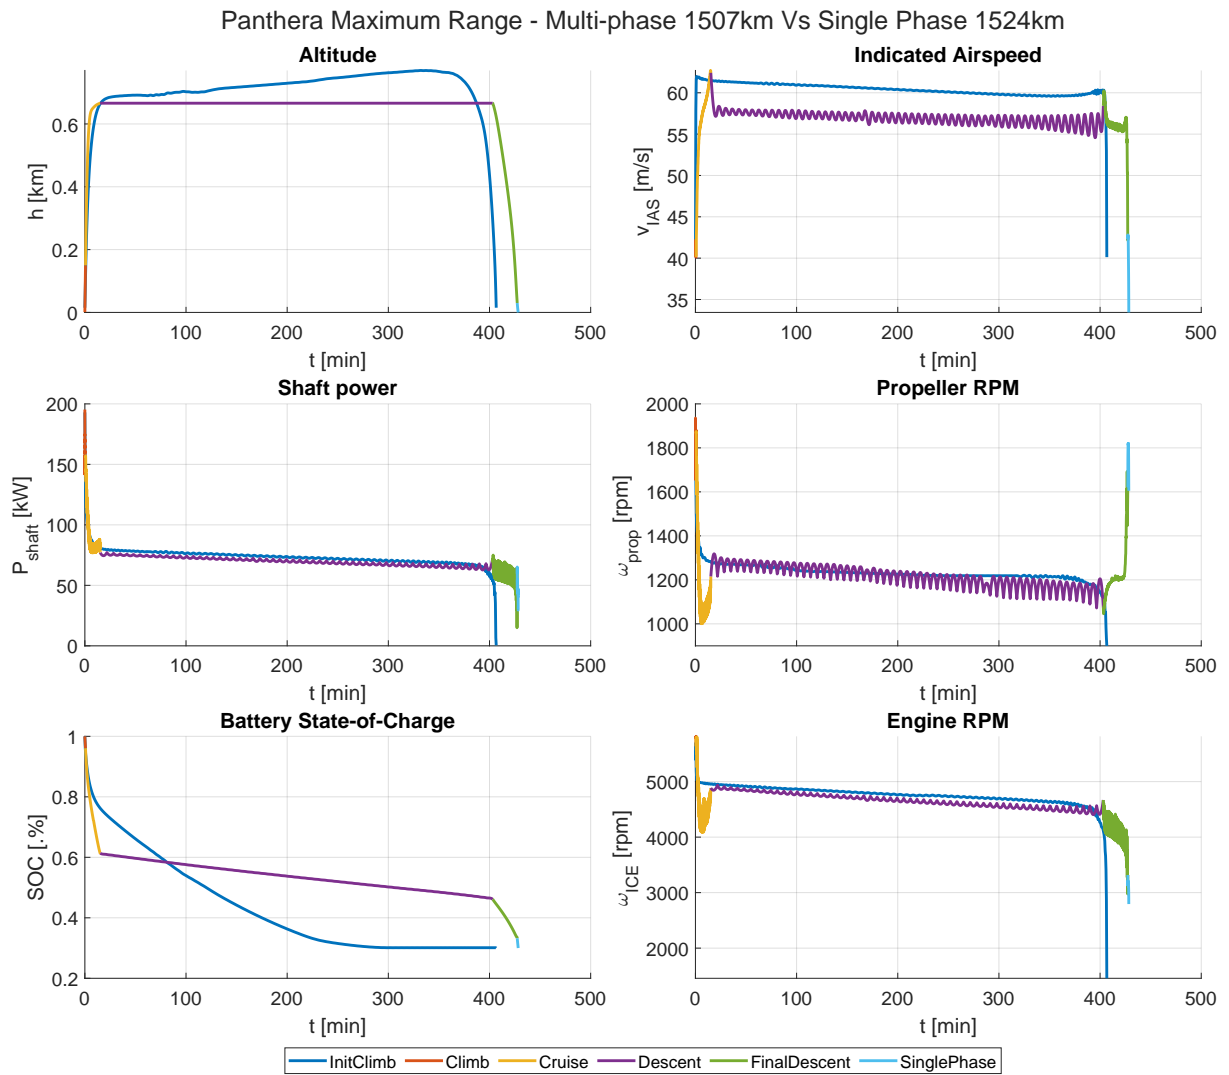 Panthera Maximum Range - Multi-phase 1507km Vs Single Phase 1524km
Altitude
h [km]
0.6
0.4
0.2
0
0 100 200 300 400 500
t [min]
Indicated Airspeed
v_IAS [m/s]
60
55
50
45
40
35
0 100 200 300 400 500
t [min]
Shaft power
P_shaft [kW]
200
150
100
50
0
0 100 200 300 400 500
t [min]
Propeller RPM
ω_prop [rpm]
2000
1800
1600
1400
1200
1000
0 100 200 300 400 500
t [min]
Battery State-of-Charge
SOC [.%]
1
0.8
0.6
0.4
0.2
0 100 200 300 400 500
t [min]
Engine RPM
ω_ICE [rpm]
5000
4000
3000
2000
0 100 200 300 400 500
t [min]
InitClimb Climb Cruise Descent FinalDescent SinglePhase